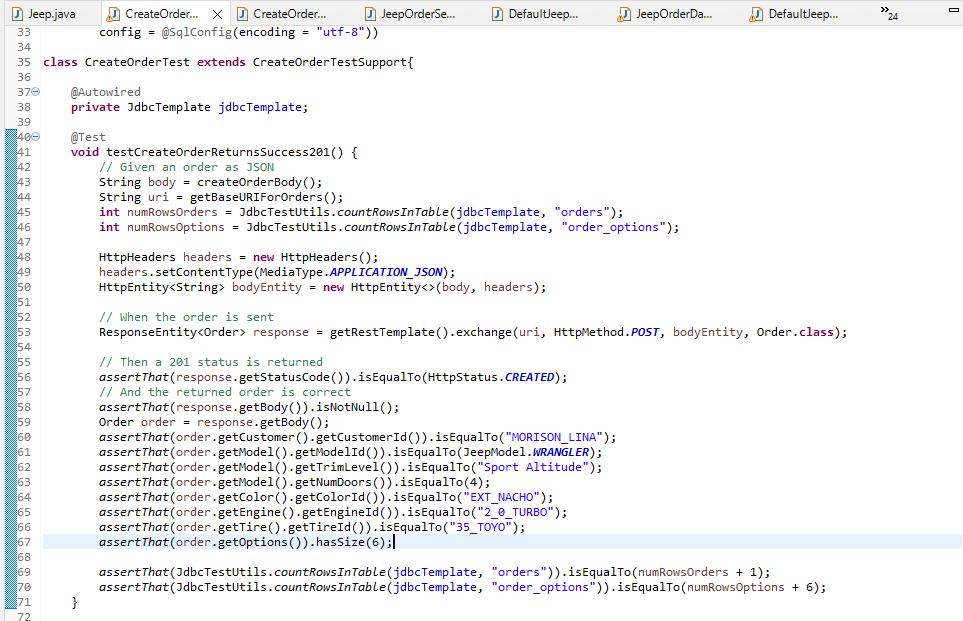 Jeep.java CreateOrder... CreateOrder... JeepOrderSe... DefaultJeep... JeepOrderDa... DefaultJeep... »24
33 config = @SqlConfig(encoding = "utf-8"))
34
35 class CreateOrderTest extends CreateOrderTestSupport{
36
37 @Autowired
38 private JdbcTemplate jdbcTemplate;
39
40 @Test
41 void testCreateOrderReturnsSuccess201() {
42 // Given an order as JSON
43 String body = createOrderBody();
44 String uri = getBaseURIForOrders();
45 int numRowsOrders = JdbcTestUtils.countRowsInTable(jdbcTemplate, "orders");
46 int numRowsOptions = JdbcTestUtils.countRowsInTable(jdbcTemplate, "order_options");
47
48 HttpHeaders headers = new HttpHeaders();
49 headers.setContentType(MediaType.APPLICATION_JSON);
50 HttpEntity<String> bodyEntity = new HttpEntity<>(body, headers);
51
52 // When the order is sent
53 ResponseEntity<Order> response = getRestTemplate().exchange(uri, HttpMethod.POST, bodyEntity, Order.class);
54
55 // Then a 201 status is returned
56 assertThat(response.getStatusCode()).isEqualTo(HttpStatus.CREATED);
57 // And the returned order is correct
58 assertThat(response.getBody()).isNotNull();
59 Order order = response.getBody();
60 assertThat(order.getCustomer().getCustomerId()).isEqualTo("MORISON_LINA");
61 assertThat(order.getModel().getModelId()).isEqualTo(JeepModel.WRANGLER);
62 assertThat(order.getModel().getTrimLevel()).isEqualTo("Sport Altitude");
63 assertThat(order.getModel().getNumDoors()).isEqualTo(4);
64 assertThat(order.getColor().getColorId()).isEqualTo("EXT_NACHO");
65 assertThat(order.getEngine().getEngineId()).isEqualTo("2_0_TURBO");
66 assertThat(order.getTire().getTireId()).isEqualTo("35_TOYO");
67 assertThat(order.getOptions()).hasSize(6);
68
69 assertThat(JdbcTestUtils.countRowsInTable(jdbcTemplate, "orders")).isEqualTo(numRowsOrders + 1);
70 assertThat(JdbcTestUtils.countRowsInTable(jdbcTemplate, "order_options")).isEqualTo(numRowsOptions + 6);
71 }
72